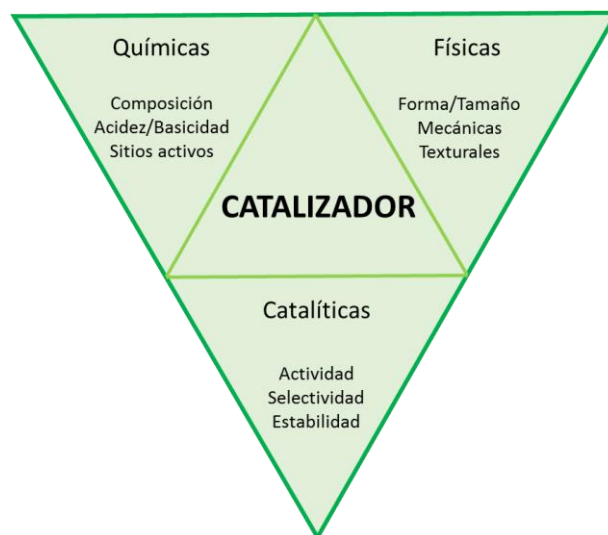 Químicas
Composición
Acidez/Basicidad
Sitios activos
Físicas
Forma/Tamaño
Mecánicas
Texturales
CATALIZADOR
Catalíticas
Actividad
Selectividad
Estabilidad